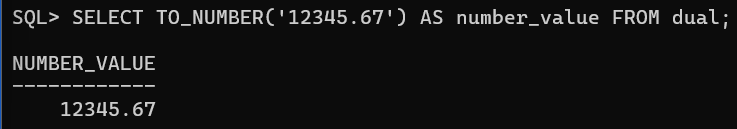 SQL> SELECT TO_NUMBER('12345.67') AS number_value FROM dual;
NUMBER_VALUE
------------
12345.67